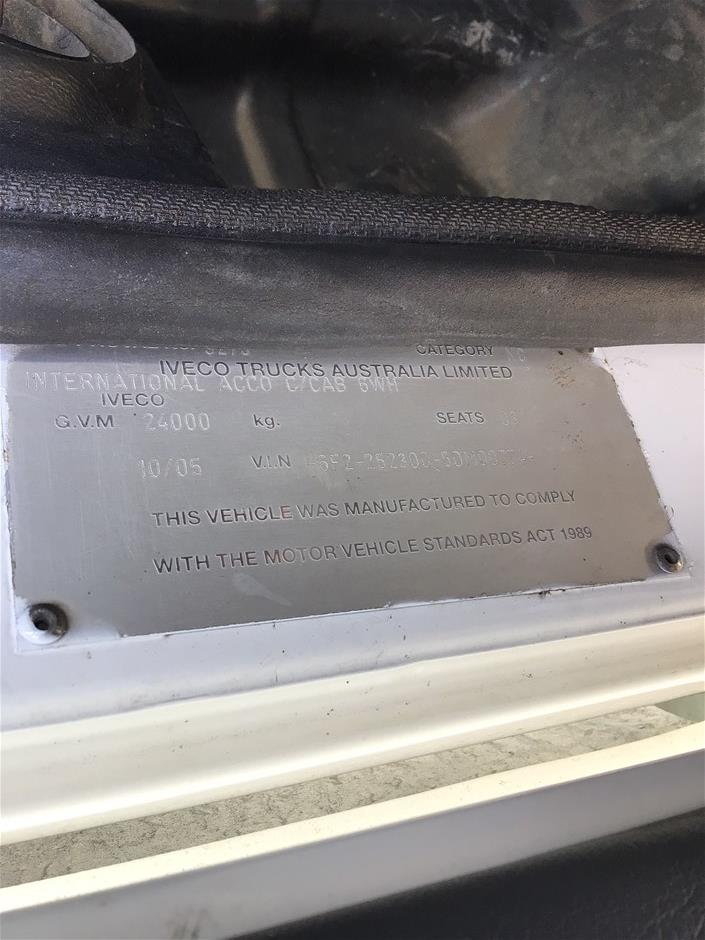 CATEGORY NC
IVECO TRUCKS AUSTRALIA LIMITED
INTERNATIONAL ACCO C/CAB 6WH
IVECO
G.V.M 24000 kg. SEATS
10/05 V.I.N
THIS VEHICLE WAS MANUFACTURED TO COMPLY
WITH THE MOTOR VEHICLE STANDARDS ACT 1989